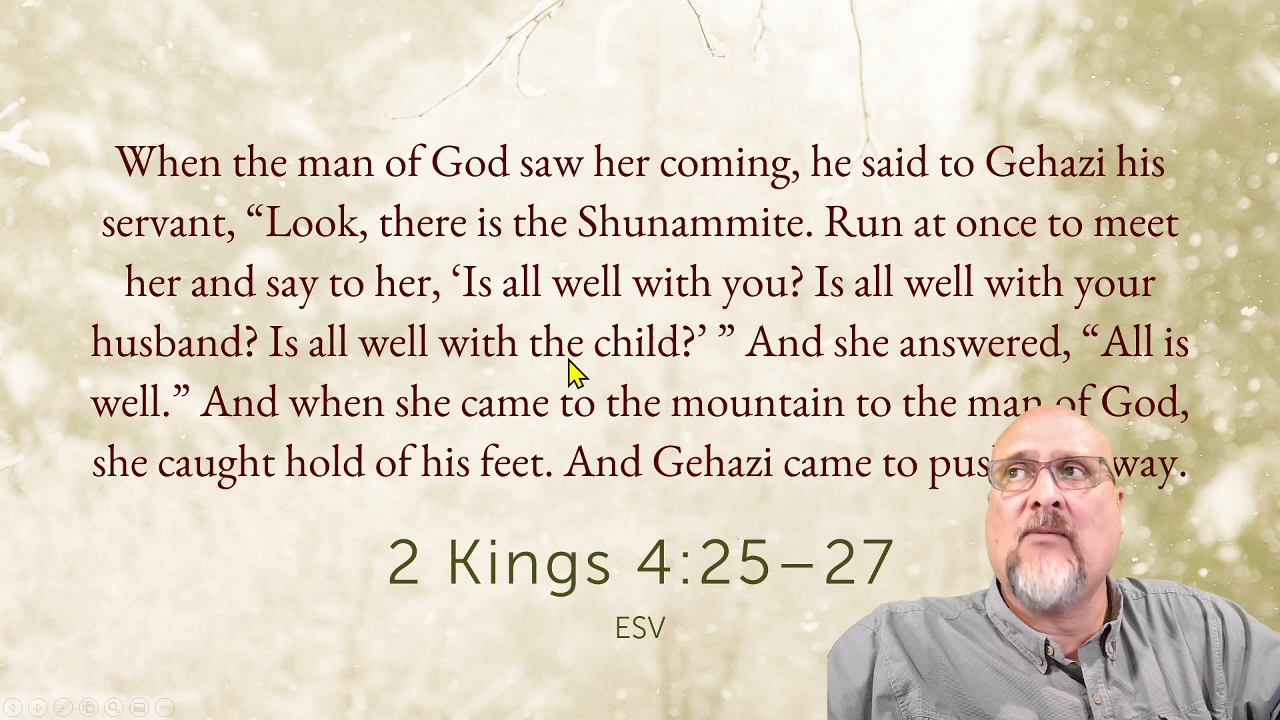 When the man of God saw her coming, he said to Gehazi his
servant, “Look, there is the Shunammite. Run at once to meet
her and say to her, ‘Is all well with you? Is all well with your
husband? Is all well with the child?’ ” And she answered, “All is
well.” And when she came to the mountain to the man of God,
she caught hold of his feet. And Gehazi came to
2 Kings 4:25–27
ESV